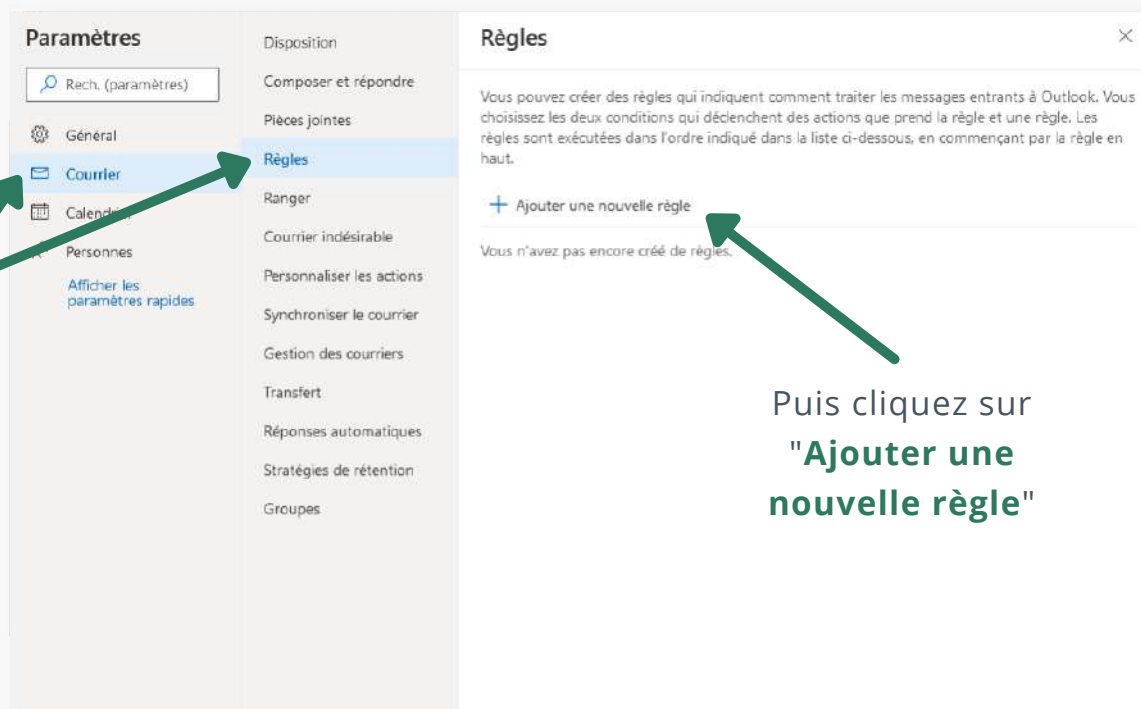 Paramètres
Rech. (paramètres)
Général
Courrier
Calendrier
Personnes
Afficher les
paramètres rapides
Disposition
Composer et répondre
Pièces jointes
Règles
Ranger
Courrier indésirable
Personnaliser les actions
Synchroniser le courrier
Gestion des courriers
Transfert
Réponses automatiques
Stratégies de rétention
Groupes
Règles
Vous pouvez créer des règles qui indiquent comment traiter les messages entrants à Outlook. Vous
choisissez les deux conditions qui déclenchent des actions que prend la règle et une règle. Les
règles sont exécutées dans l'ordre indiqué dans la liste ci-dessous, en commençant par la règle en
haut.
Ajouter une nouvelle règle
Vous n'avez pas encore créé de règles.
Puis cliquez sur
"Ajouter une
nouvelle règle"